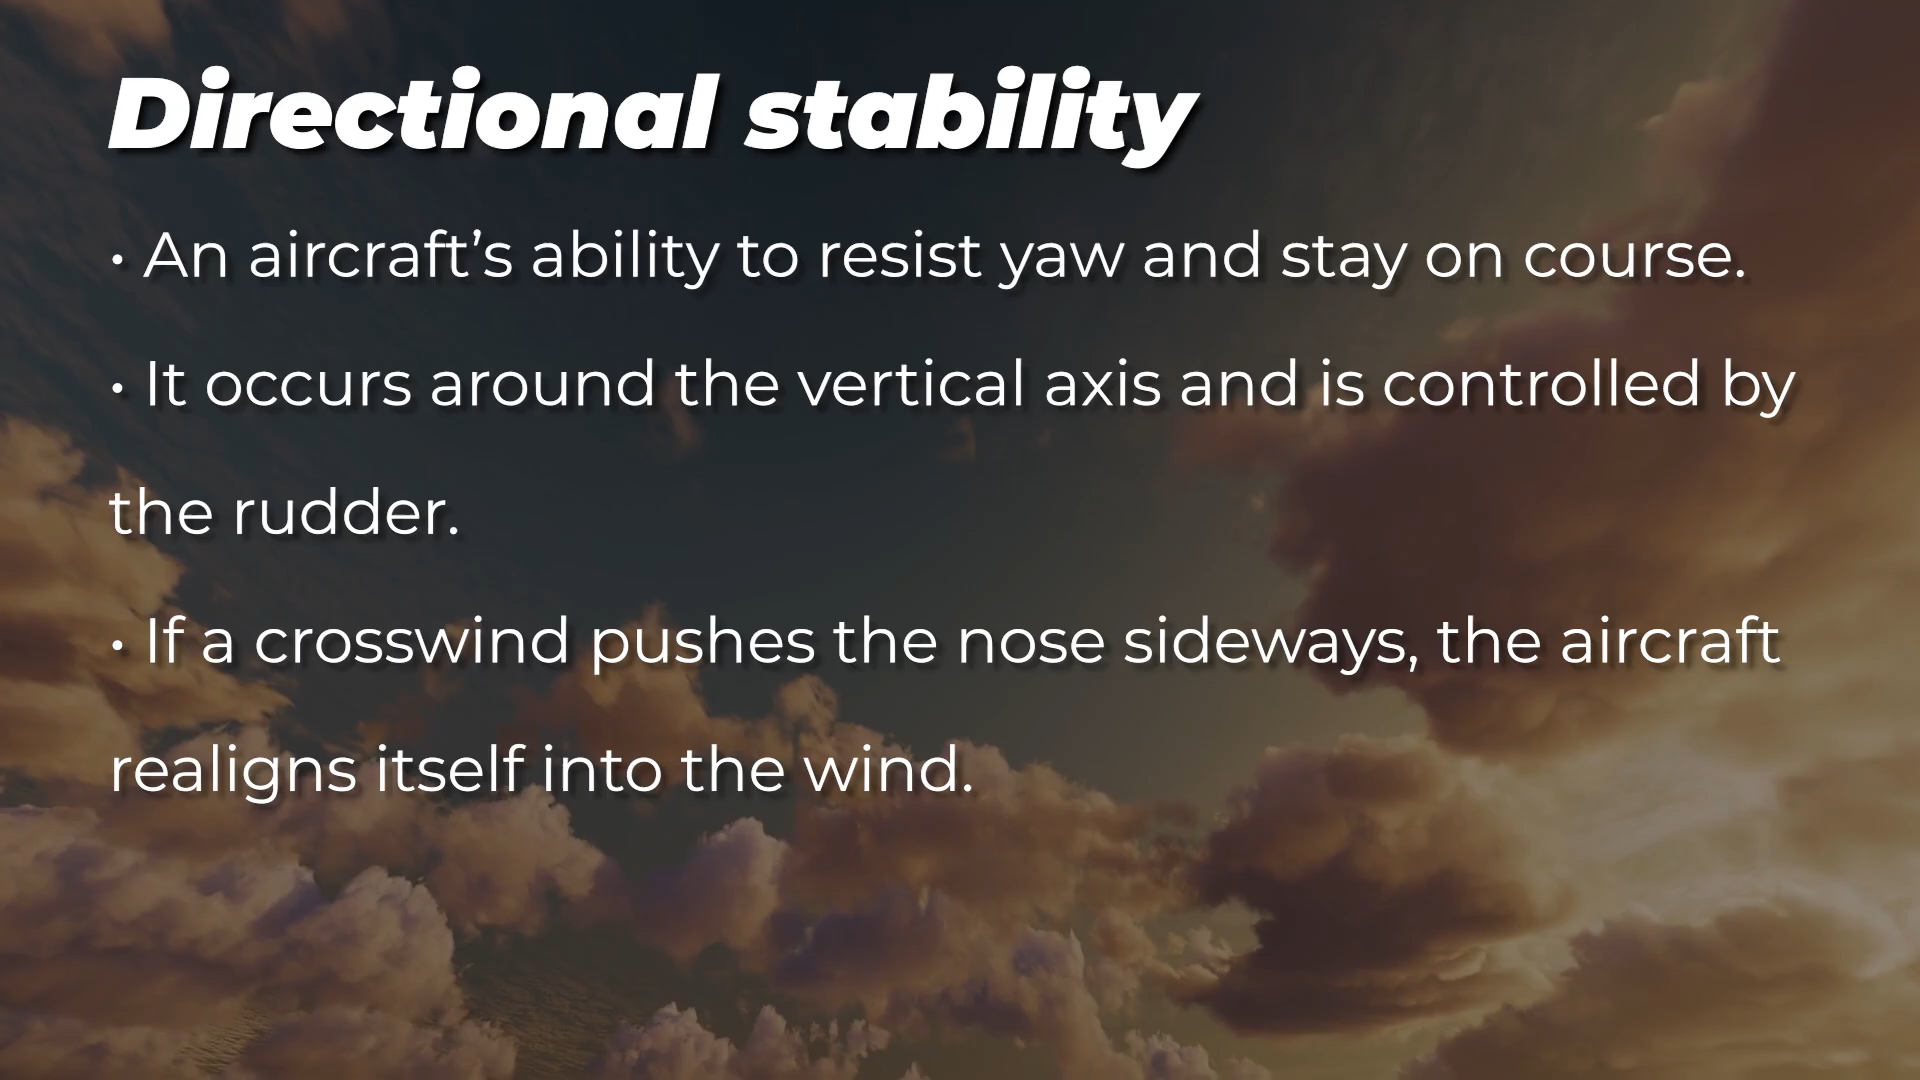 Directional stability
• An aircraft’s ability to resist yaw and stay on course.
• It occurs around the vertical axis and is controlled by
the rudder.
• If a crosswind pushes the nose sideways, the aircraft
realigns itself into the wind.